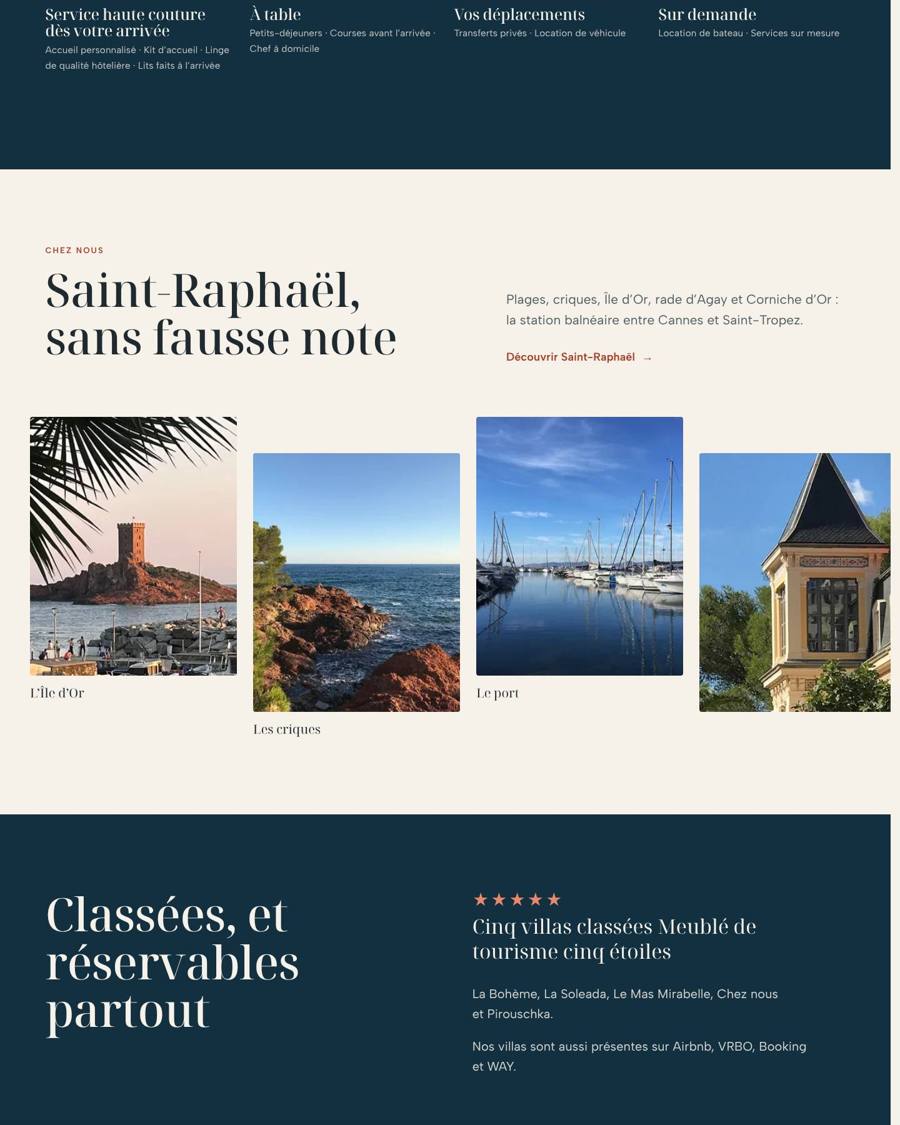 Service haute couture
dès votre arrivée
Accueil personnalisé · Kit d'accueil · Linge
de qualité hôtelière · Lits faits à l'arrivée
À table
Petits-déjeuners · Courses avant l'arrivée ·
Chef à domicile
Vos déplacements
Transferts privés · Location de véhicule
Sur demande
Location de bateau · Services sur mesure
CHEZ NOUS
Saint-Raphaël,
sans fausse note
Plages, criques, Île d'Or, rade d'Agay et Corniche d'Or :
la station balnéaire entre Cannes et Saint-Tropez.
Découvrir Saint-Raphaël →
L'Île d'Or
Les criques
Le port
Classées, et
réservables
partout
★★★★★
Cinq villas classées Meublé de
tourisme cinq étoiles
La Bohème, La Soleada, Le Mas Mirabelle, Chez nous
et Pirouschka.
Nos villas sont aussi présentes sur Airbnb, VRBO, Booking
et WAY.